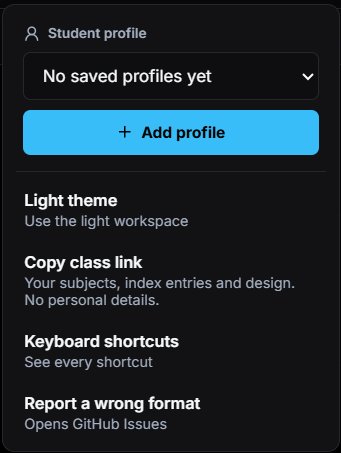 Student profile
No saved profiles yet
+ Add profile
Light theme
Use the light workspace
Copy class link
Your subjects, index entries and design.
No personal details.
Keyboard shortcuts
See every shortcut
Report a wrong format
Opens GitHub Issues